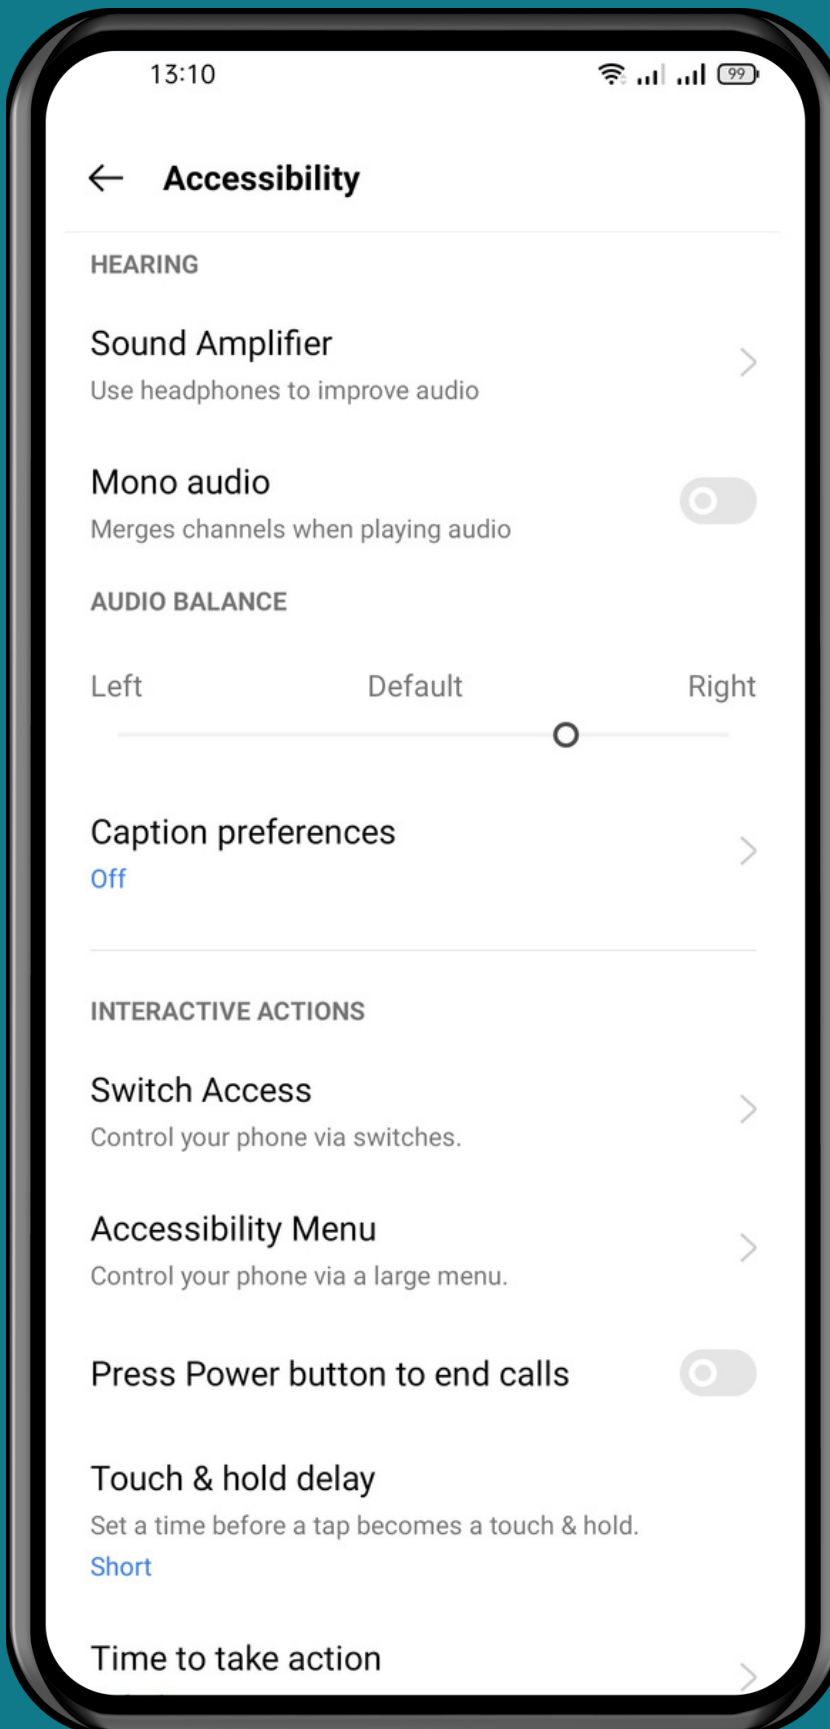 13:10
99
Accessibility
HEARING
Sound Amplifier
Use headphones to improve audio
Mono audio
Merges channels when playing audio
AUDIO BALANCE
Left Default Right
Caption preferences
Off
INTERACTIVE ACTIONS
Switch Access
Control your phone via switches.
Accessibility Menu
Control your phone via a large menu.
Press Power button to end calls
Touch & hold delay
Set a time before a tap becomes a touch & hold.
Short
Time to take action